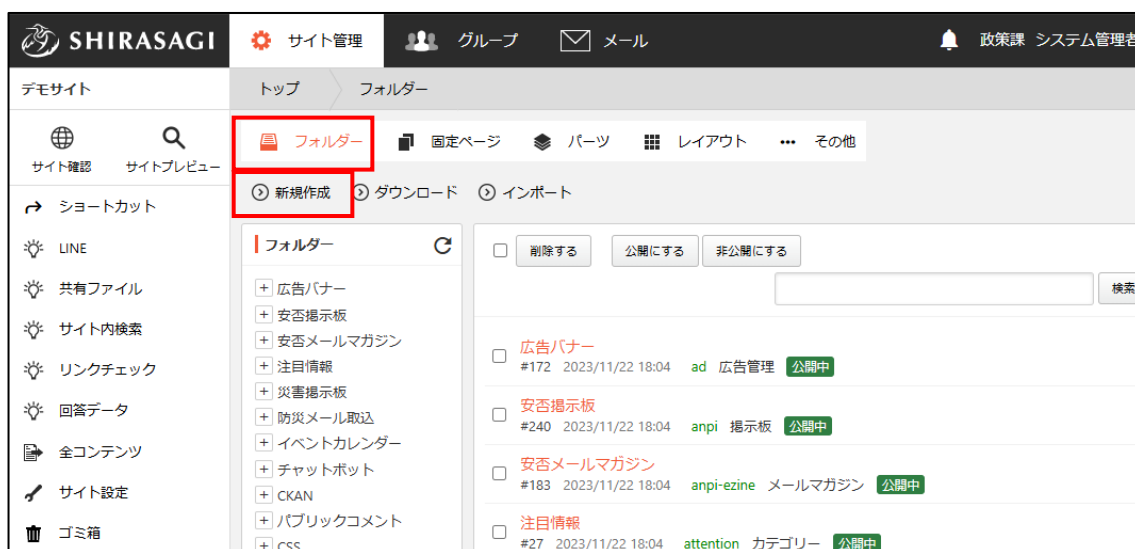 SHIRASAGI サイト管理 グループ メール 政策課 システム管理者
デモサイト トップ フォルダー
サイト確認 サイトプレビュー
フォルダー 固定ページ パーツ レイアウト ••• その他
新規作成 ダウンロード インポート
ショートカット
LINE
共有ファイル
サイト内検索
リンクチェック
回答データ
全コンテンツ
サイト設定
ゴミ箱
フォルダー
+ 広告バナー
+ 安否掲示板
+ 安否メールマガジン
+ 注目情報
+ 災害掲示板
+ 防災メール取込
+ イベントカレンダー
+ チャットボット
+ CKAN
+ パブリックコメント
+ CSS
削除する 公開にする 非公開にする
検索
広告バナー
#172 2023/11/22 18:04 ad 広告管理 公開中
安否掲示板
#240 2023/11/22 18:04 anpi 掲示板 公開中
安否メールマガジン
#183 2023/11/22 18:04 anpi-ezine メールマガジン 公開中
注目情報
#27 2023/11/22 18:04 attention カテゴリー 公開中